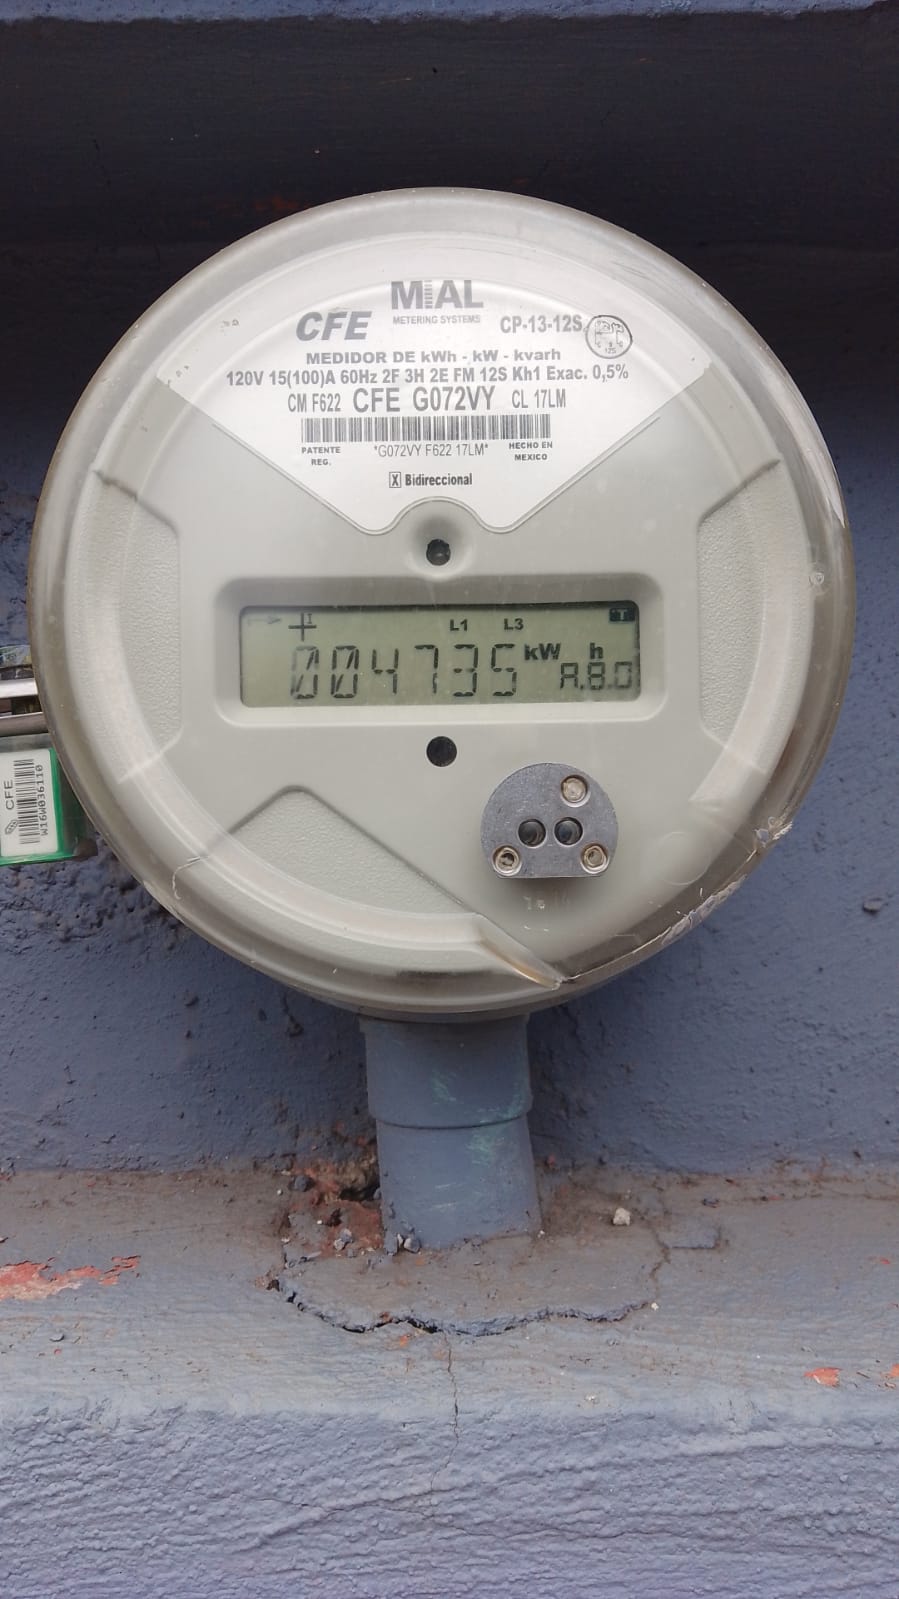 MIAL
METERING SYSTEMS
CFE
CP-13-12S
12S
MEDIDOR DE kWh - kW - kvarh
120V 15(100)A 60Hz 2F 3H 2E FM 12S Kh1 Exac. 0,5%
CM F622 CFE G072VY CL 17LM
PATENTE REG.
*G072VY F622 17LM*
HECHO EN MEXICO
X Bidireccional
L1 L3 T
004735 kW h
A.8.0
CFE
W16W036110